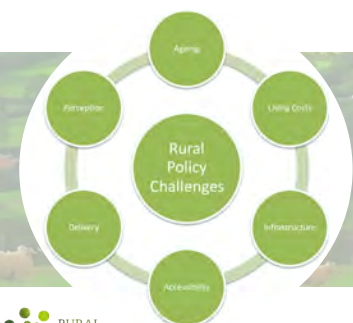 Ageing
Perception
Living Costs
Rural
Policy
Challenges
Delivery
Infrastructure
Accessibility
RURAL